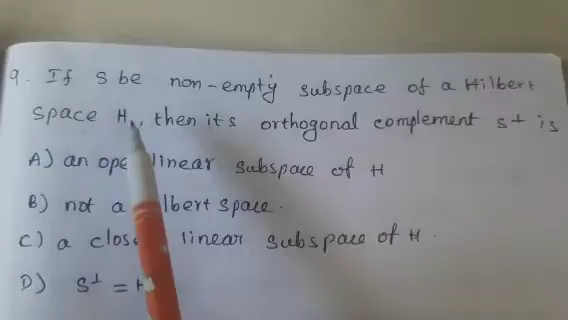 9. If S be non-empty subspace of a Hilbert
space H, then its orthogonal complement S⊥ is
A) an ope linear subspace of H
B) not a lbert space.
C) a close linear subspace of H.
D) S⊥ = H